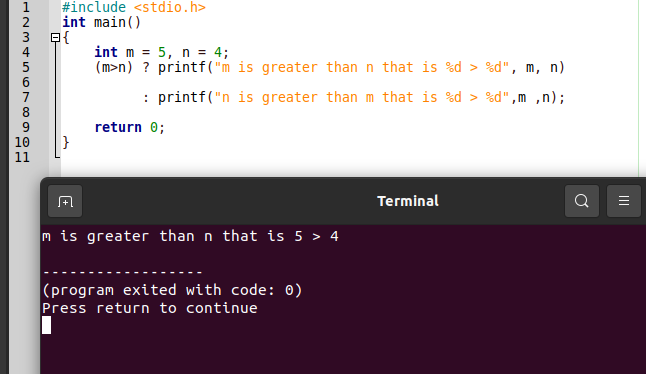 1 #include <stdio.h>
2 int main()
3 {
4 int m = 5, n = 4;
5 (m>n) ? printf("m is greater than n that is %d > %d", m, n)
6
7 : printf("n is greater than m that is %d > %d",m ,n);
8
9 return 0;
10 }
11
Terminal
m is greater than n that is 5 > 4
------------------
(program exited with code: 0)
Press return to continue